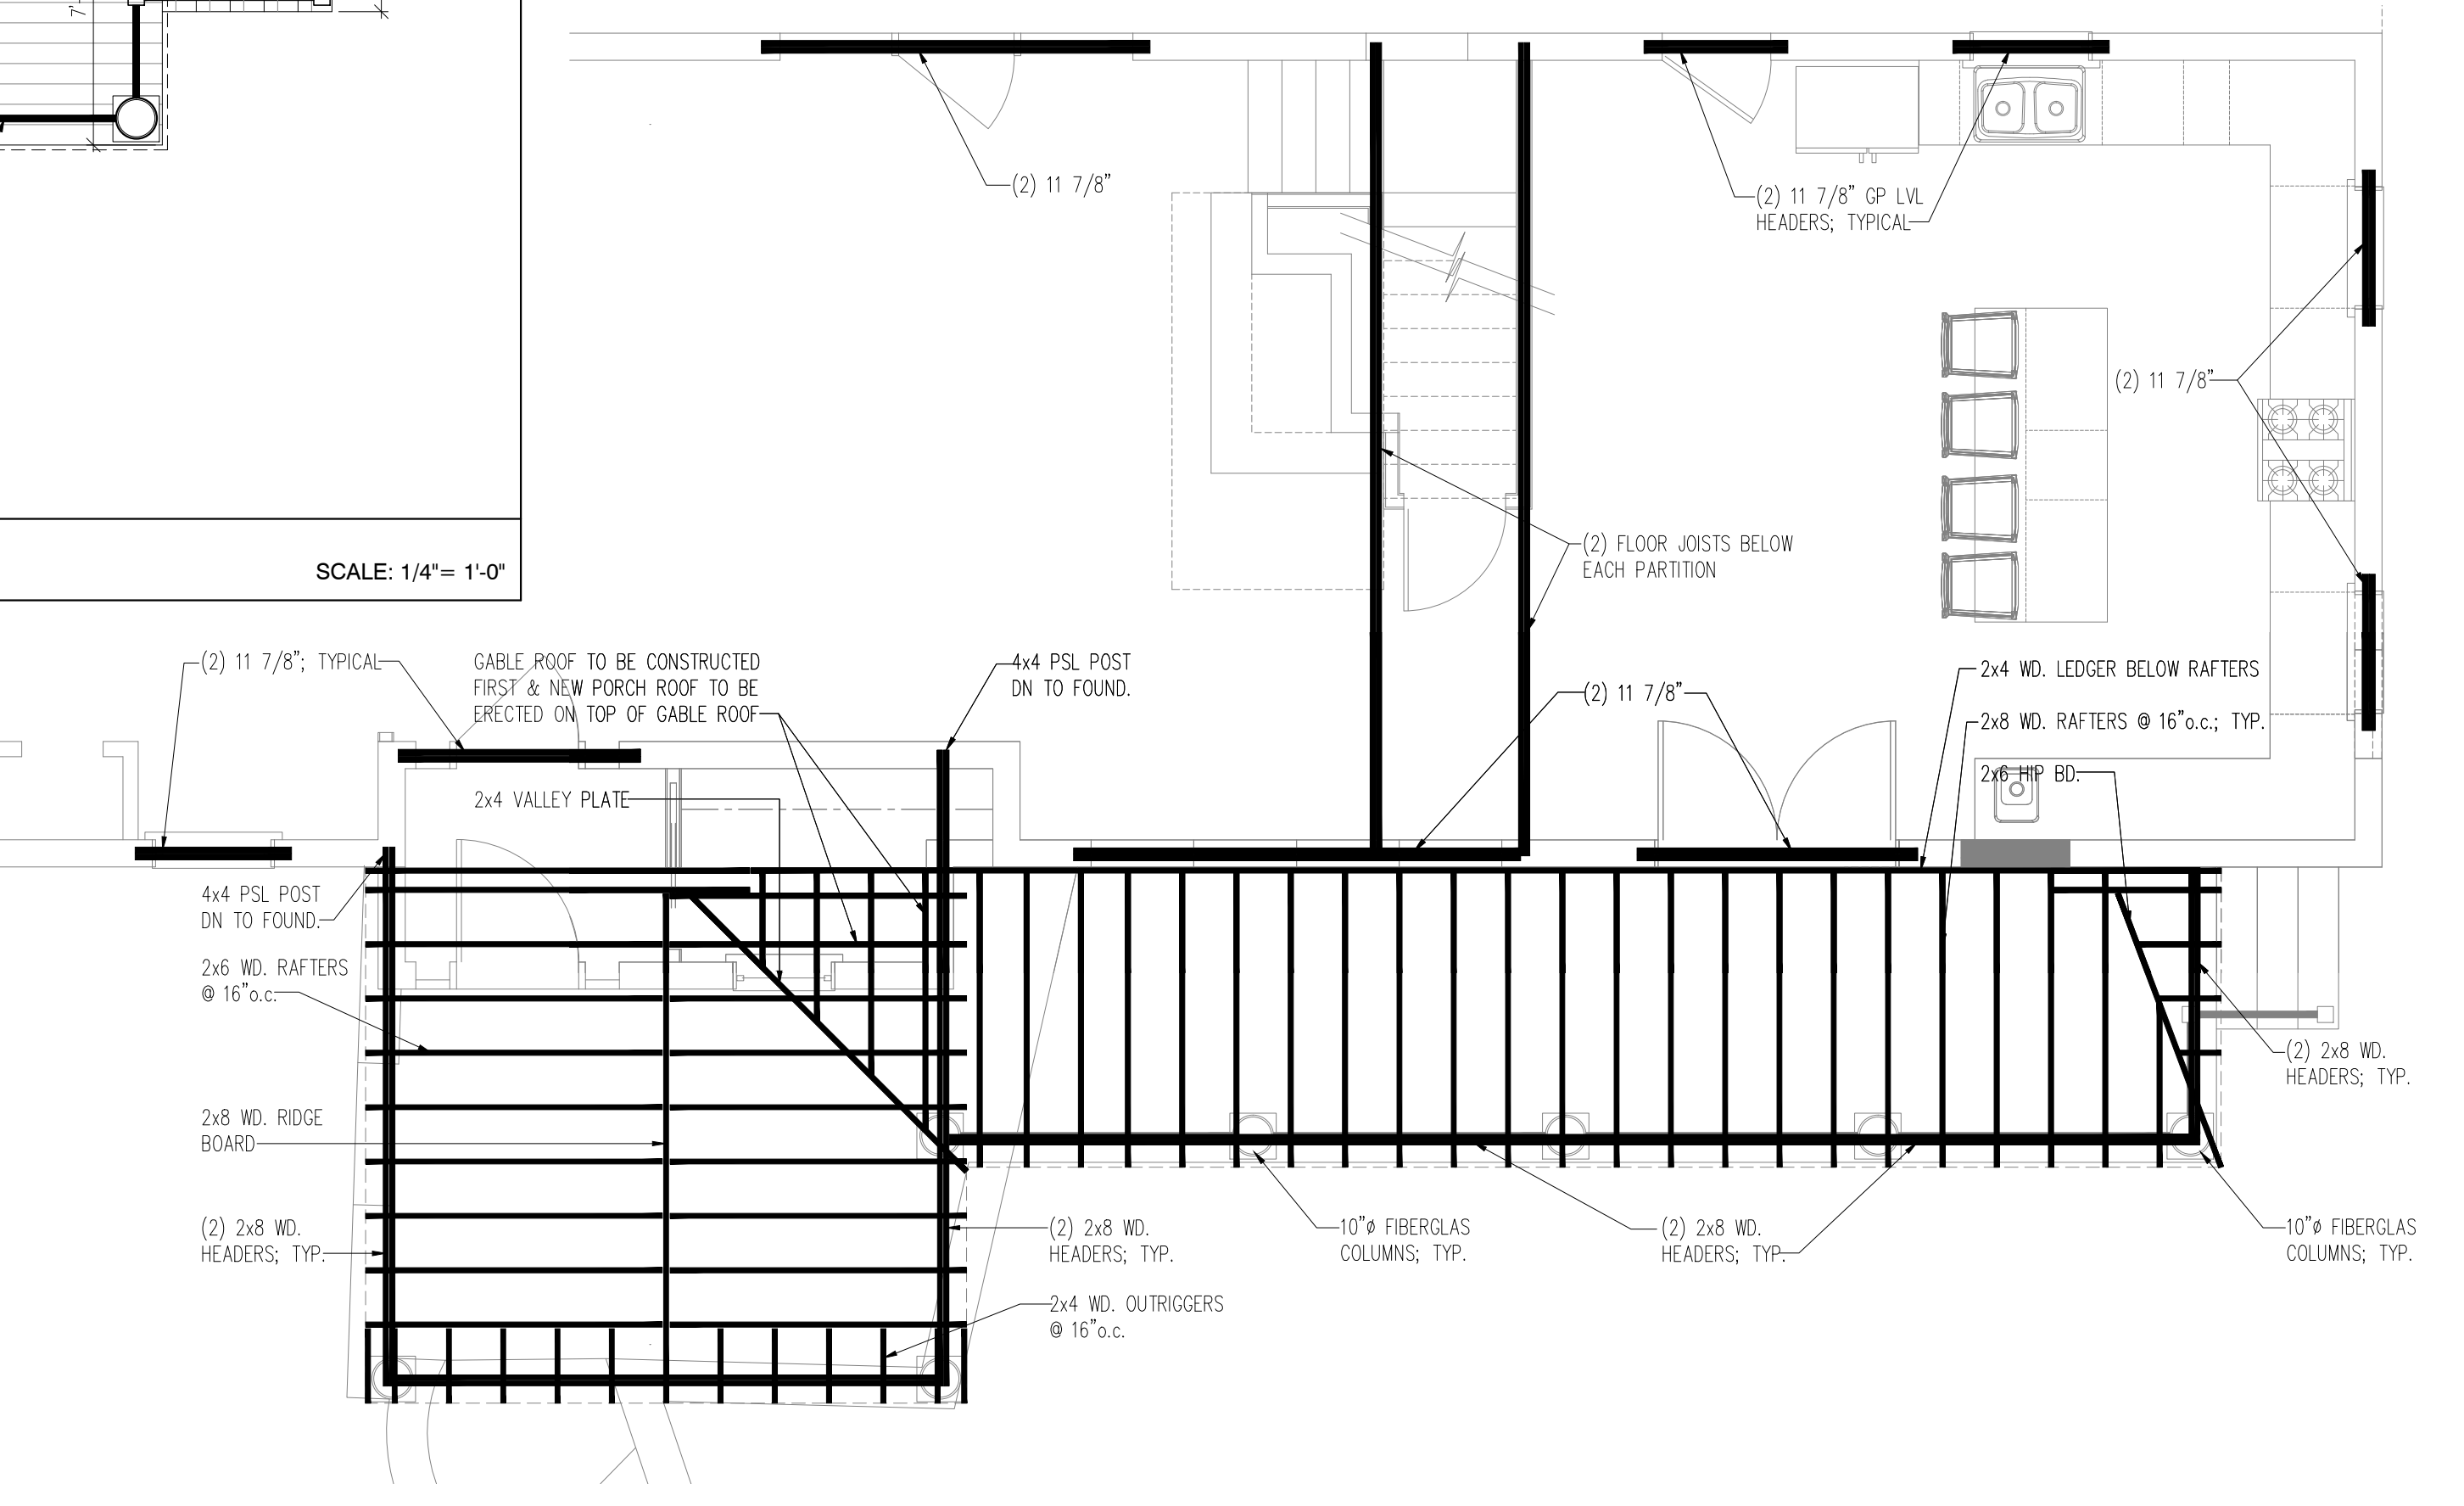 7'-
(2) 11 7/8"
(2) 11 7/8" GP LVL
HEADERS; TYPICAL
(2) 11 7/8"
(2) FLOOR JOISTS BELOW
EACH PARTITION
SCALE: 1/4"= 1'-0"
(2) 11 7/8"; TYPICAL
GABLE ROOF TO BE CONSTRUCTED
FIRST & NEW PORCH ROOF TO BE
ERECTED ON TOP OF GABLE ROOF
4x4 PSL POST
DN TO FOUND.
(2) 11 7/8"
2x4 WD. LEDGER BELOW RAFTERS
2x8 WD. RAFTERS @ 16"o.c.; TYP.
2x6 HIP BD.
2x4 VALLEY PLATE
4x4 PSL POST
DN TO FOUND.
2x6 WD. RAFTERS
@ 16"o.c.
2x8 WD. RIDGE
BOARD
(2) 2x8 WD.
HEADERS; TYP.
(2) 2x8 WD.
HEADERS; TYP.
(2) 2x8 WD.
HEADERS; TYP.
10"ø FIBERGLAS
COLUMNS; TYP.
(2) 2x8 WD.
HEADERS; TYP.
10"ø FIBERGLAS
COLUMNS; TYP.
2x4 WD. OUTRIGGERS
@ 16"o.c.